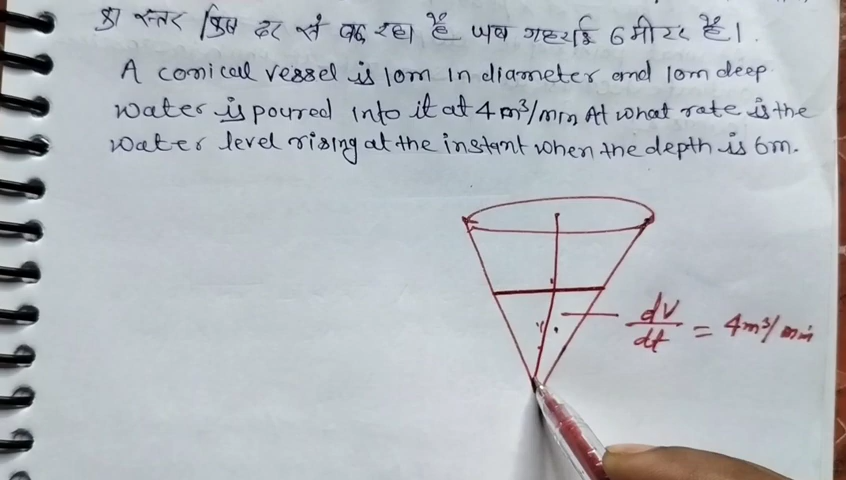 का स्तर किस दर से बढ़ रहा है जब गहराई 6 मीटर है।
A conical vessel is 10m in diameter and 10m deep.
Water is poured into it at 4m³/min At what rate is the
Water level rising at the instant when the depth is 6m.
dV/dt = 4m³/min